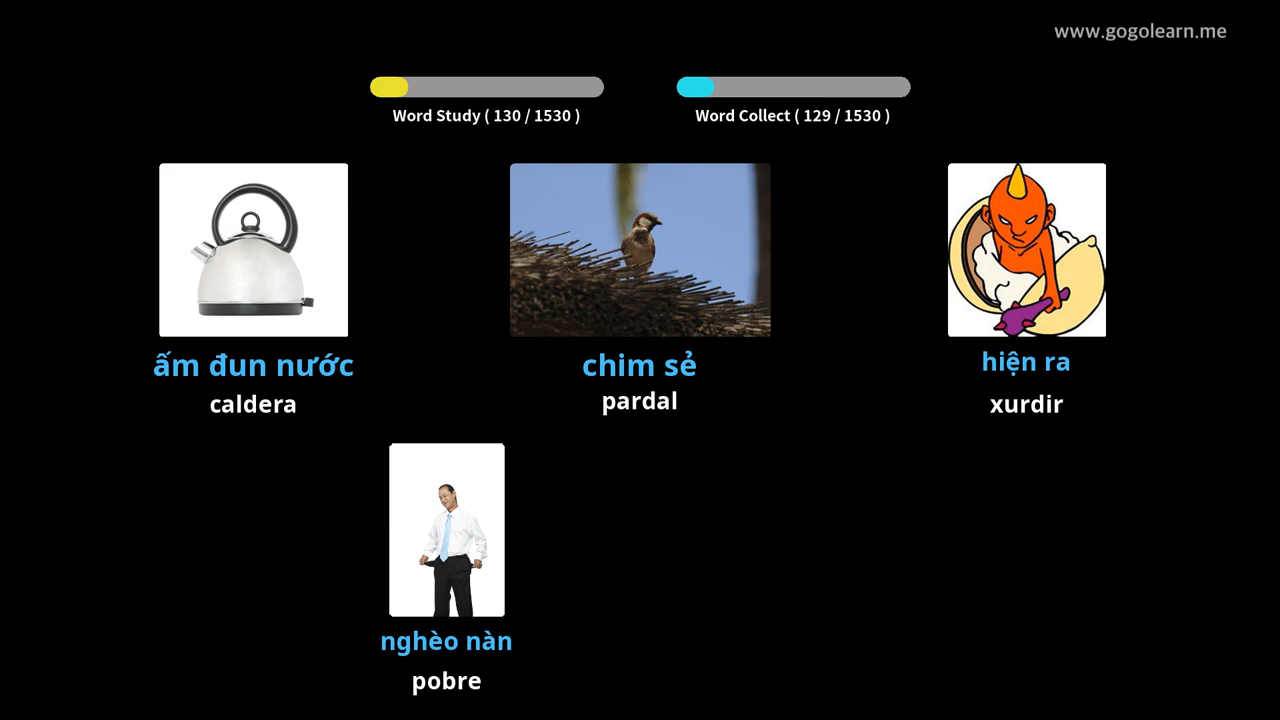 www.gogolearn.me
Word Study ( 130 / 1530 )
Word Collect ( 129 / 1530 )
ấm đun nước
caldera
chim sẻ
pardal
hiện ra
xurdir
nghèo nàn
pobre